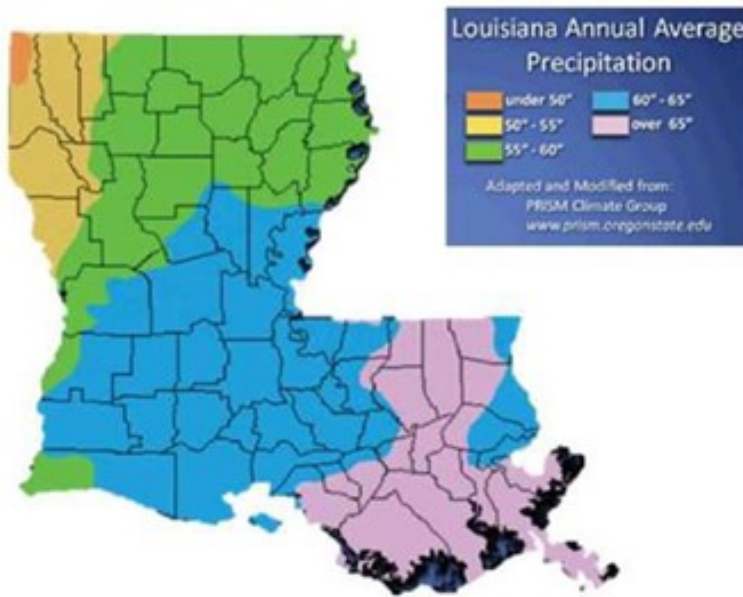 Louisiana Annual Average
Precipitation
under 50"
60" - 65"
50" - 55"
over 65"
55" - 60"
Adapted and Modified from:
PRISM Climate Group
www.prism.oregonstate.edu